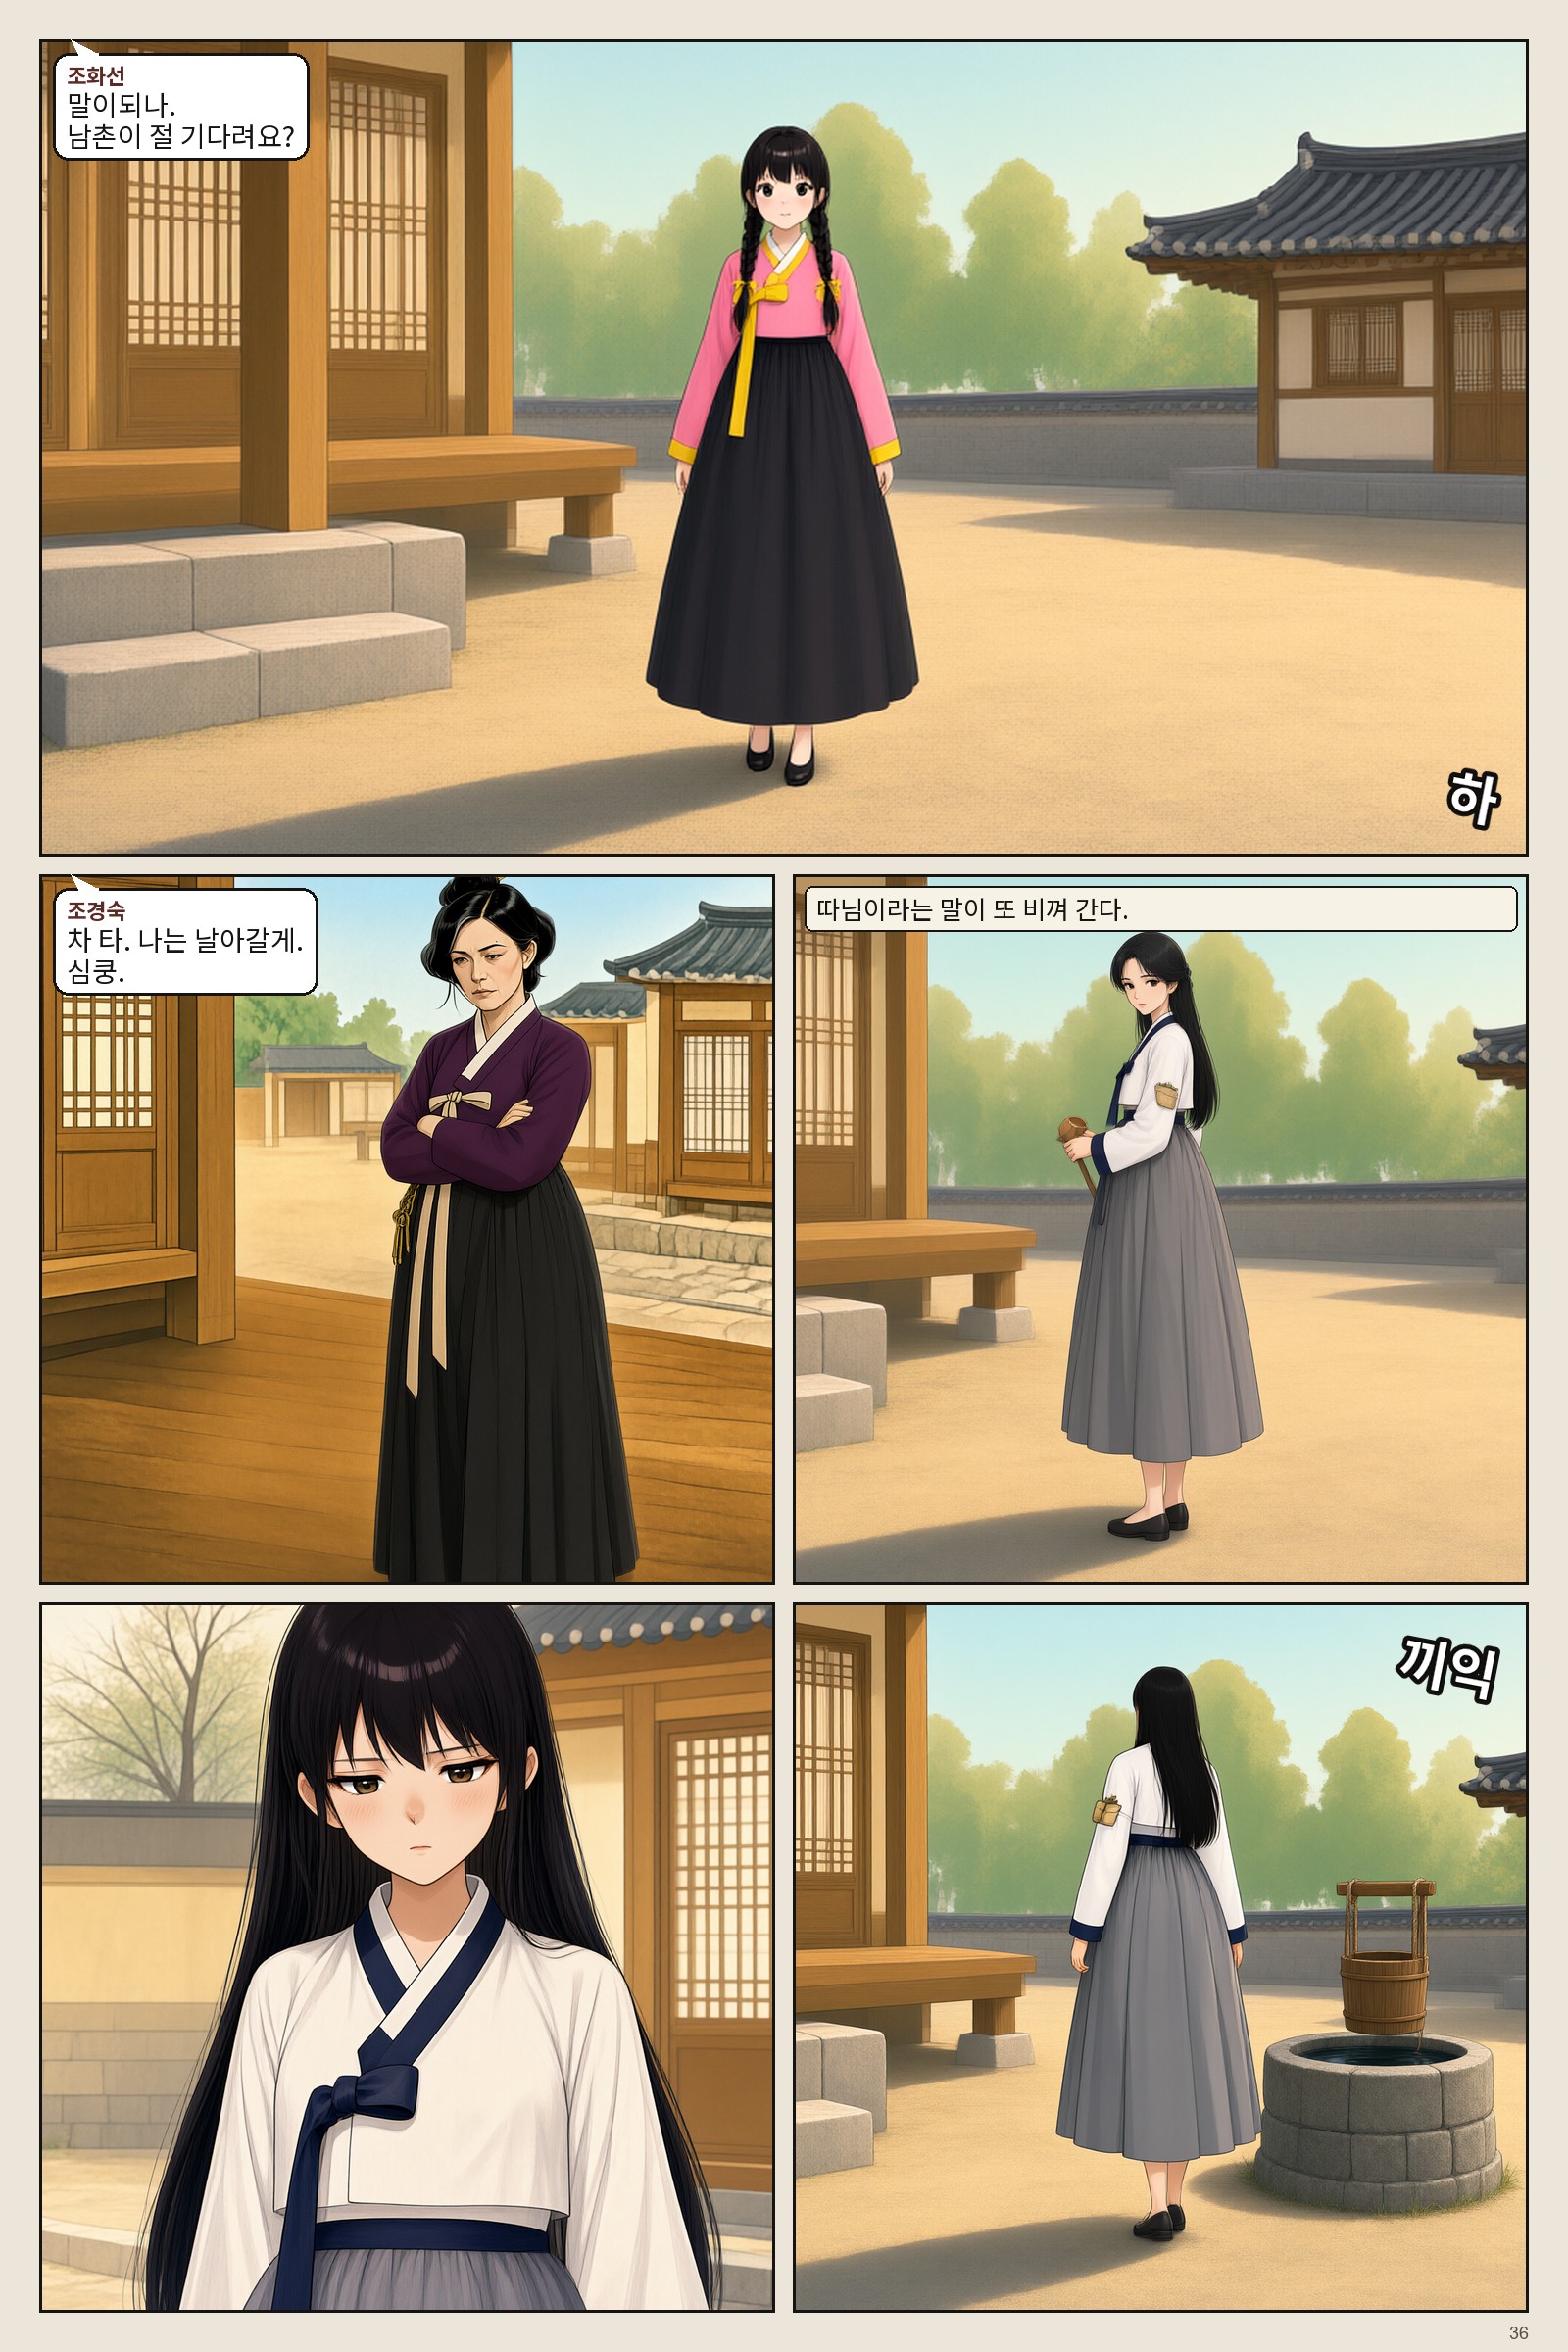 조화선
말이되나.
남촌이 절 기다려요?
하
조경숙
차 타. 나는 날아갈게.
심쿵.
따님이라는 말이 또 비껴 간다.
끼익
36